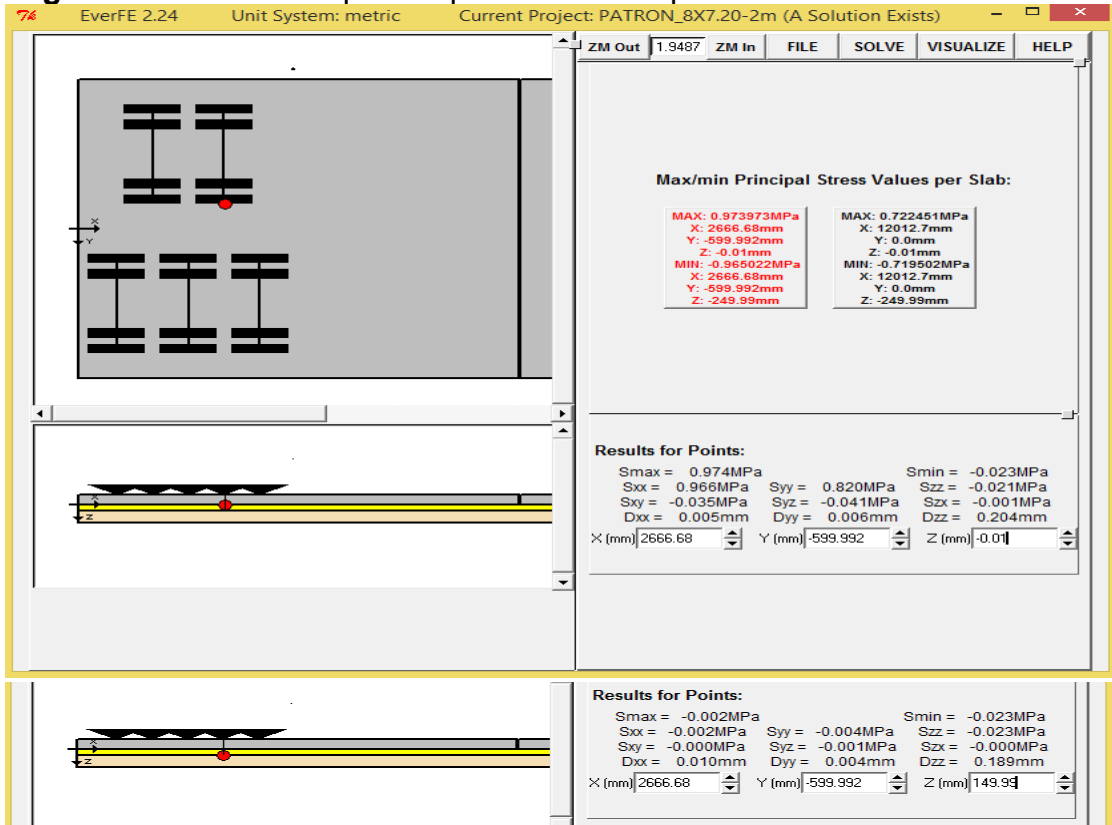 7k EverFE 2.24 Unit System: metric Current Project: PATRON_8X7.20-2m (A Solution Exists)
ZM Out 1.9487 ZM In FILE SOLVE VISUALIZE HELP
X
Y
Max/min Principal Stress Values per Slab:
MAX: 0.973973MPa
X: 2666.68mm
Y: -599.992mm
Z: -0.01mm
MIN: -0.965022MPa
X: 2666.68mm
Y: -599.992mm
Z: -249.99mm
MAX: 0.722451MPa
X: 12012.7mm
Y: 0.0mm
Z: -0.01mm
MIN: -0.719502MPa
X: 12012.7mm
Y: 0.0mm
Z: -249.99mm
X
Z
Results for Points:
Smax = 0.974MPa Smin = -0.023MPa
Sxx = 0.966MPa Syy = 0.820MPa Szz = -0.021MPa
Sxy = -0.035MPa Syz = -0.041MPa Szx = -0.001MPa
Dxx = 0.005mm Dyy = 0.006mm Dzz = 0.204mm
X (mm) 2666.68 Y (mm) -599.992 Z (mm) -0.01
X
Z
Results for Points:
Smax = -0.002MPa Smin = -0.023MPa
Sxx = -0.002MPa Syy = -0.004MPa Szz = -0.023MPa
Sxy = -0.000MPa Syz = -0.001MPa Szx = -0.000MPa
Dxx = 0.010mm Dyy = 0.004mm Dzz = 0.189mm
X (mm) 2666.68 Y (mm) -599.992 Z (mm) 149.99